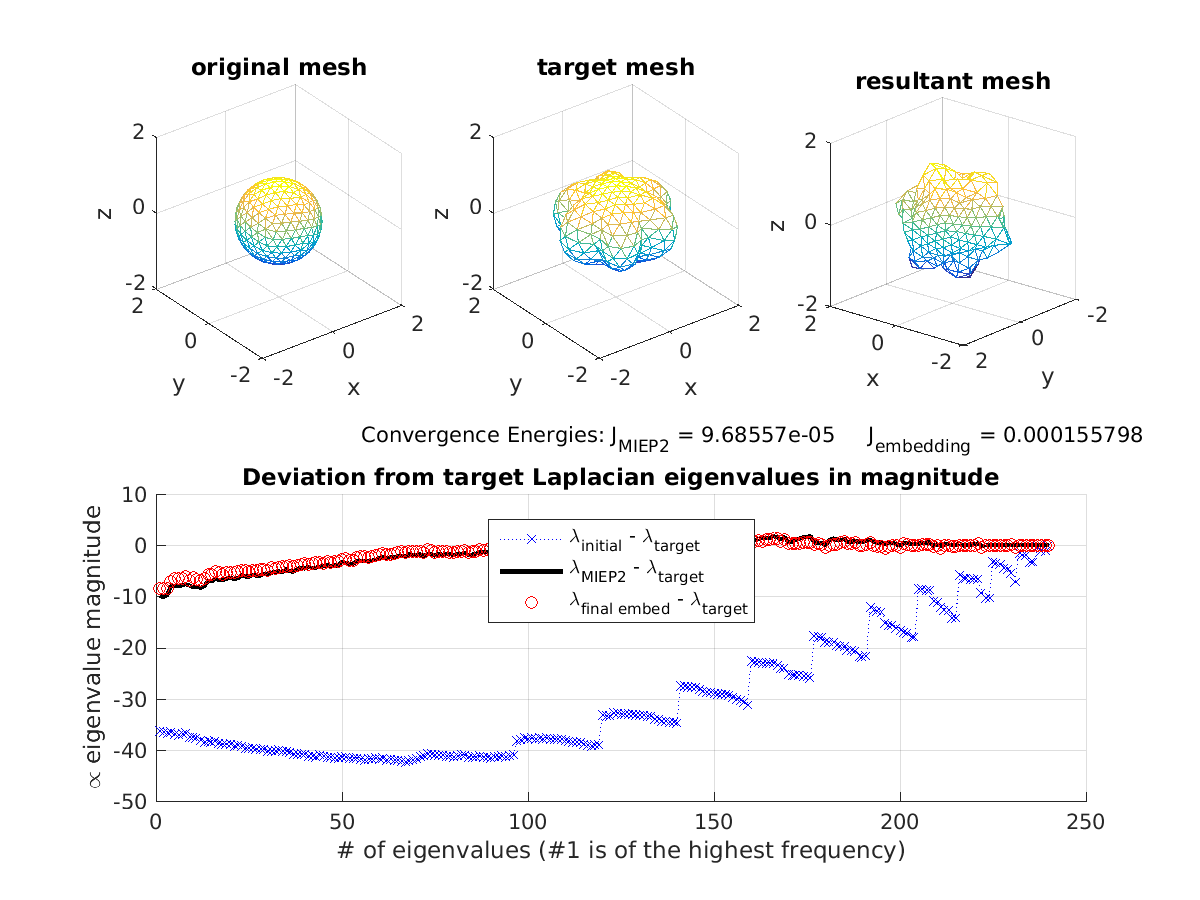 original mesh
target mesh
resultant mesh
2
0
-2
z
2
0
-2
y
-2
0
2
x
2
0
-2
z
2
0
-2
y
-2
0
2
x
2
0
-2
z
2
0
-2
x
2
0
-2
y
Convergence Energies: J_MIEP2 = 9.68557e-05 J_embedding = 0.000155798
Deviation from target Laplacian eigenvalues in magnitude
10
0
-10
-20
-30
-40
-50
∝ eigenvalue magnitude
λ_initial - λ_target
λ_MIEP2 - λ_target
λ_final embed - λ_target
0
50
100
150
200
250
# of eigenvalues (#1 is of the highest frequency)